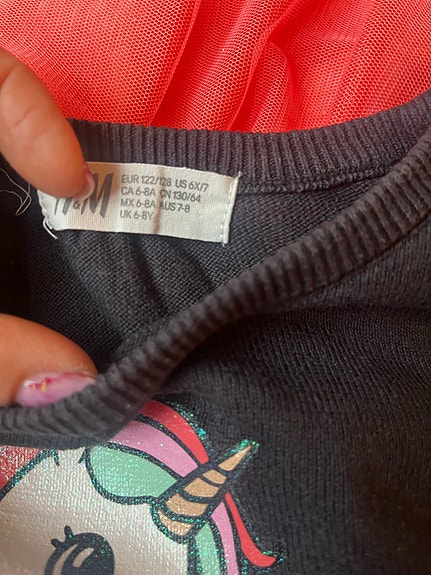 H&M
EUR 122/128 US 6X/7
CA 6-8A CN 130/64
MX 6-8A AUS 7-8
UK 6-8Y